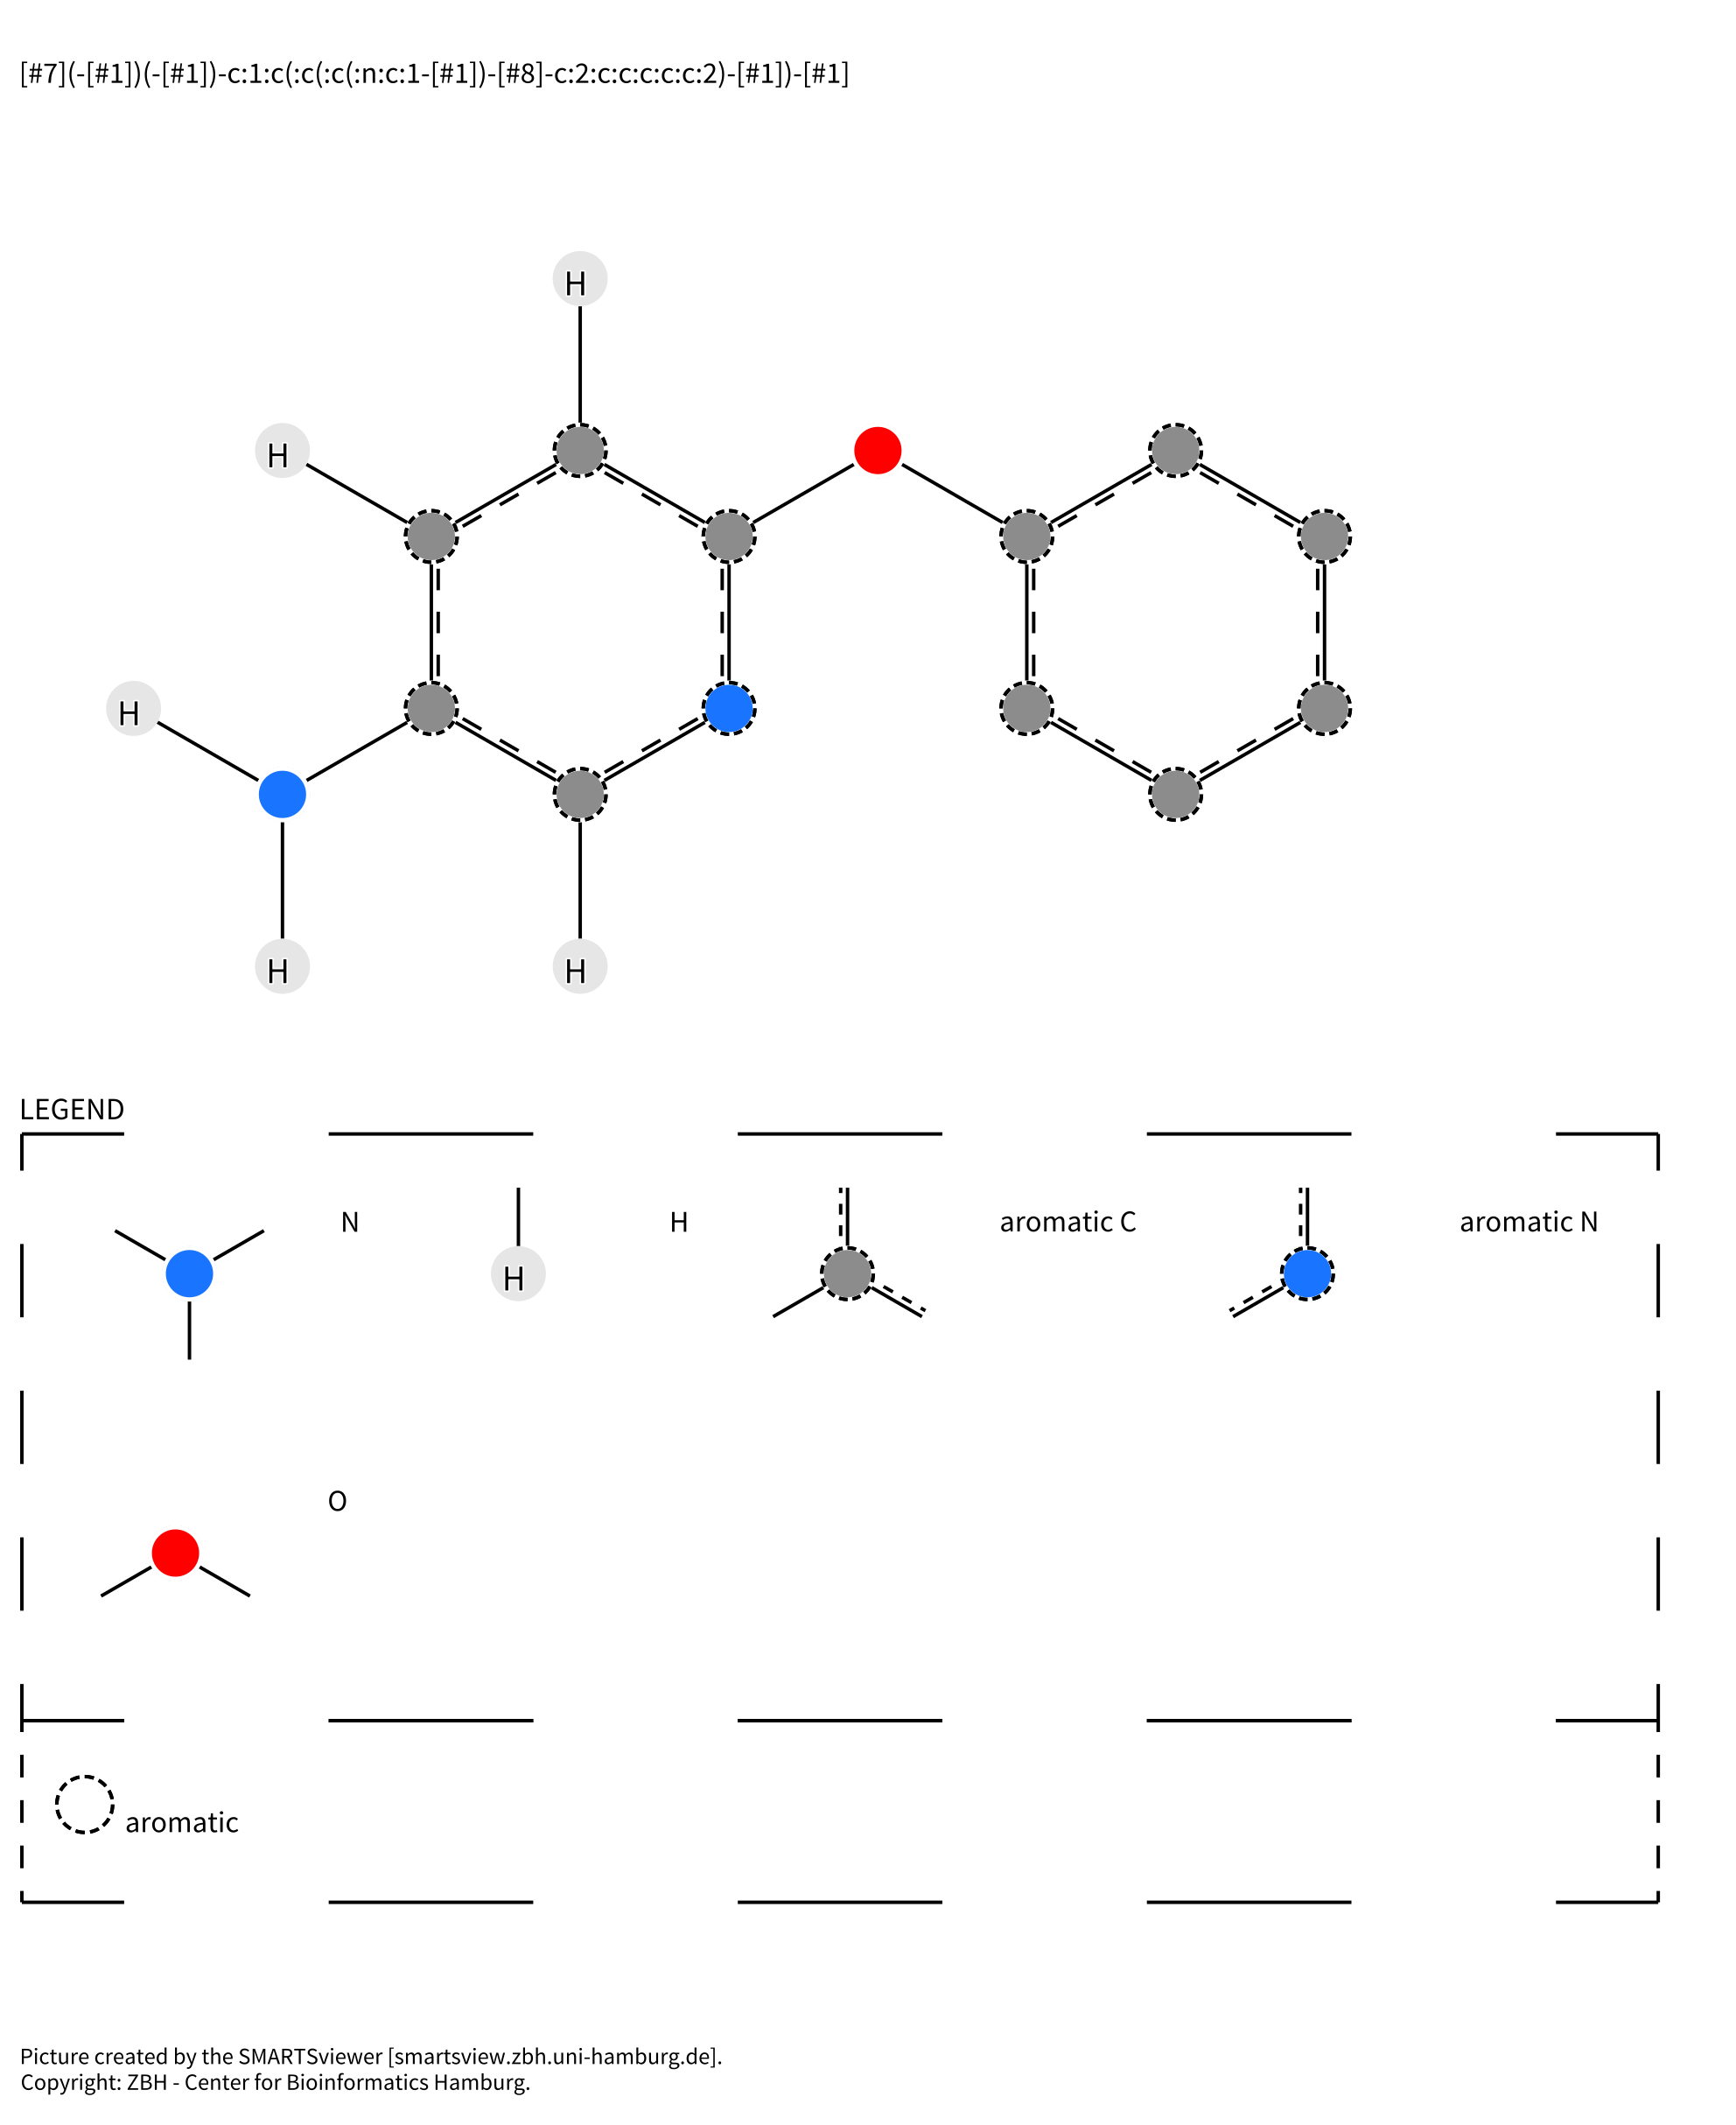 [#7](-[#1])(-[#1])-c:1:c(:c(:c(:n:c:1-[#1])-[#8]-c:2:c:c:c:c:c:2)-[#1])-[#1]
H
H
H
H
H
LEGEND
N
H
aromatic C
aromatic N
H
O
aromatic
Picture created by the SMARTSviewer [smartsview.zbh.uni-hamburg.de].
Copyright: ZBH - Center for Bioinformatics Hamburg.